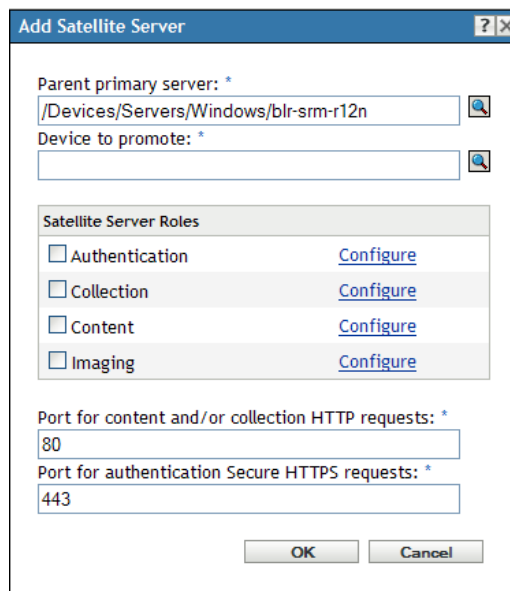 Add Satellite Server ? X
Parent primary server: *
/Devices/Servers/Windows/blr-srm-r12n
Device to promote: *
Satellite Server Roles
Authentication Configure
Collection Configure
Content Configure
Imaging Configure
Port for content and/or collection HTTP requests: *
80
Port for authentication Secure HTTPS requests: *
443
OK Cancel